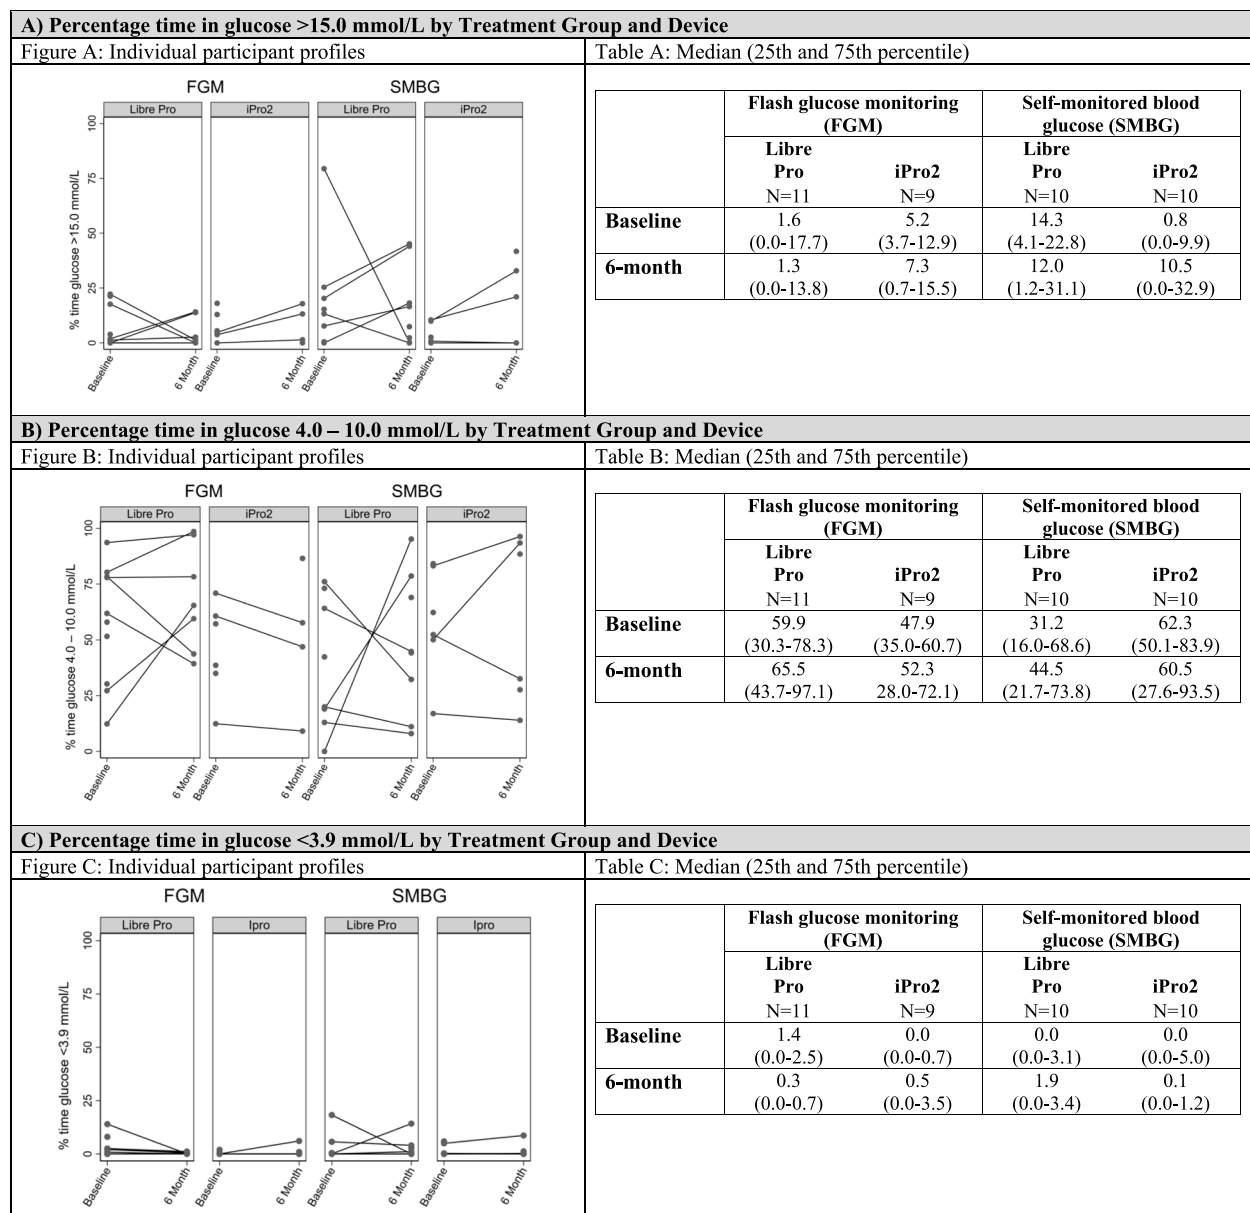 A) Percentage time in glucose >15.0 mmol/L by Treatment Group and Device
Figure A: Individual participant profiles
FGM SMBG
Libre Pro iPro2 Libre Pro iPro2
% time glucose >15.0 mmol/L
100
75
50
25
0
Baseline 6 Month Baseline 6 Month Baseline 6 Month Baseline 6 Month
Table A: Median (25th and 75th percentile)
Flash glucose monitoring Self-monitored blood
(FGM) glucose (SMBG)
Libre Libre
Pro iPro2 Pro iPro2
N=11 N=9 N=10 N=10
Baseline 1.6 5.2 14.3 0.8
(0.0-17.7) (3.7-12.9) (4.1-22.8) (0.0-9.9)
6-month 1.3 7.3 12.0 10.5
(0.0-13.8) (0.7-15.5) (1.2-31.1) (0.0-32.9)
B) Percentage time in glucose 4.0 – 10.0 mmol/L by Treatment Group and Device
Figure B: Individual participant profiles
FGM SMBG
Libre Pro iPro2 Libre Pro iPro2
% time glucose 4.0 – 10.0 mmol/L
100
75
50
25
0
Baseline 6 Month Baseline 6 Month Baseline 6 Month Baseline 6 Month
Table B: Median (25th and 75th percentile)
Flash glucose monitoring Self-monitored blood
(FGM) glucose (SMBG)
Libre Libre
Pro iPro2 Pro iPro2
N=11 N=9 N=10 N=10
Baseline 59.9 47.9 31.2 62.3
(30.3-78.3) (35.0-60.7) (16.0-68.6) (50.1-83.9)
6-month 65.5 52.3 44.5 60.5
(43.7-97.1) 28.0-72.1) (21.7-73.8) (27.6-93.5)
C) Percentage time in glucose <3.9 mmol/L by Treatment Group and Device
Figure C: Individual participant profiles
FGM SMBG
Libre Pro Ipro Libre Pro Ipro
% time glucose <3.9 mmol/L
100
75
50
25
0
Baseline 6 Month Baseline 6 Month Baseline 6 Month Baseline 6 Month
Table C: Median (25th and 75th percentile)
Flash glucose monitoring Self-monitored blood
(FGM) glucose (SMBG)
Libre Libre
Pro iPro2 Pro iPro2
N=11 N=9 N=10 N=10
Baseline 1.4 0.0 0.0 0.0
(0.0-2.5) (0.0-0.7) (0.0-3.1) (0.0-5.0)
6-month 0.3 0.5 1.9 0.1
(0.0-0.7) (0.0-3.5) (0.0-3.4) (0.0-1.2)